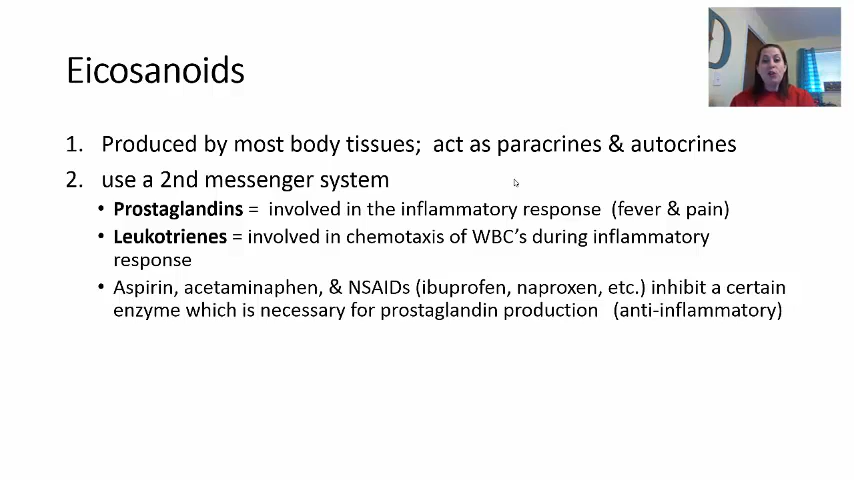 Eicosanoids
1. Produced by most body tissues; act as paracrines & autocrines
2. use a 2nd messenger system
• Prostaglandins = involved in the inflammatory response (fever & pain)
• Leukotrienes = involved in chemotaxis of WBC's during inflammatory
response
• Aspirin, acetaminaphen, & NSAIDs (ibuprofen, naproxen, etc.) inhibit a certain
enzyme which is necessary for prostaglandin production (anti-inflammatory)